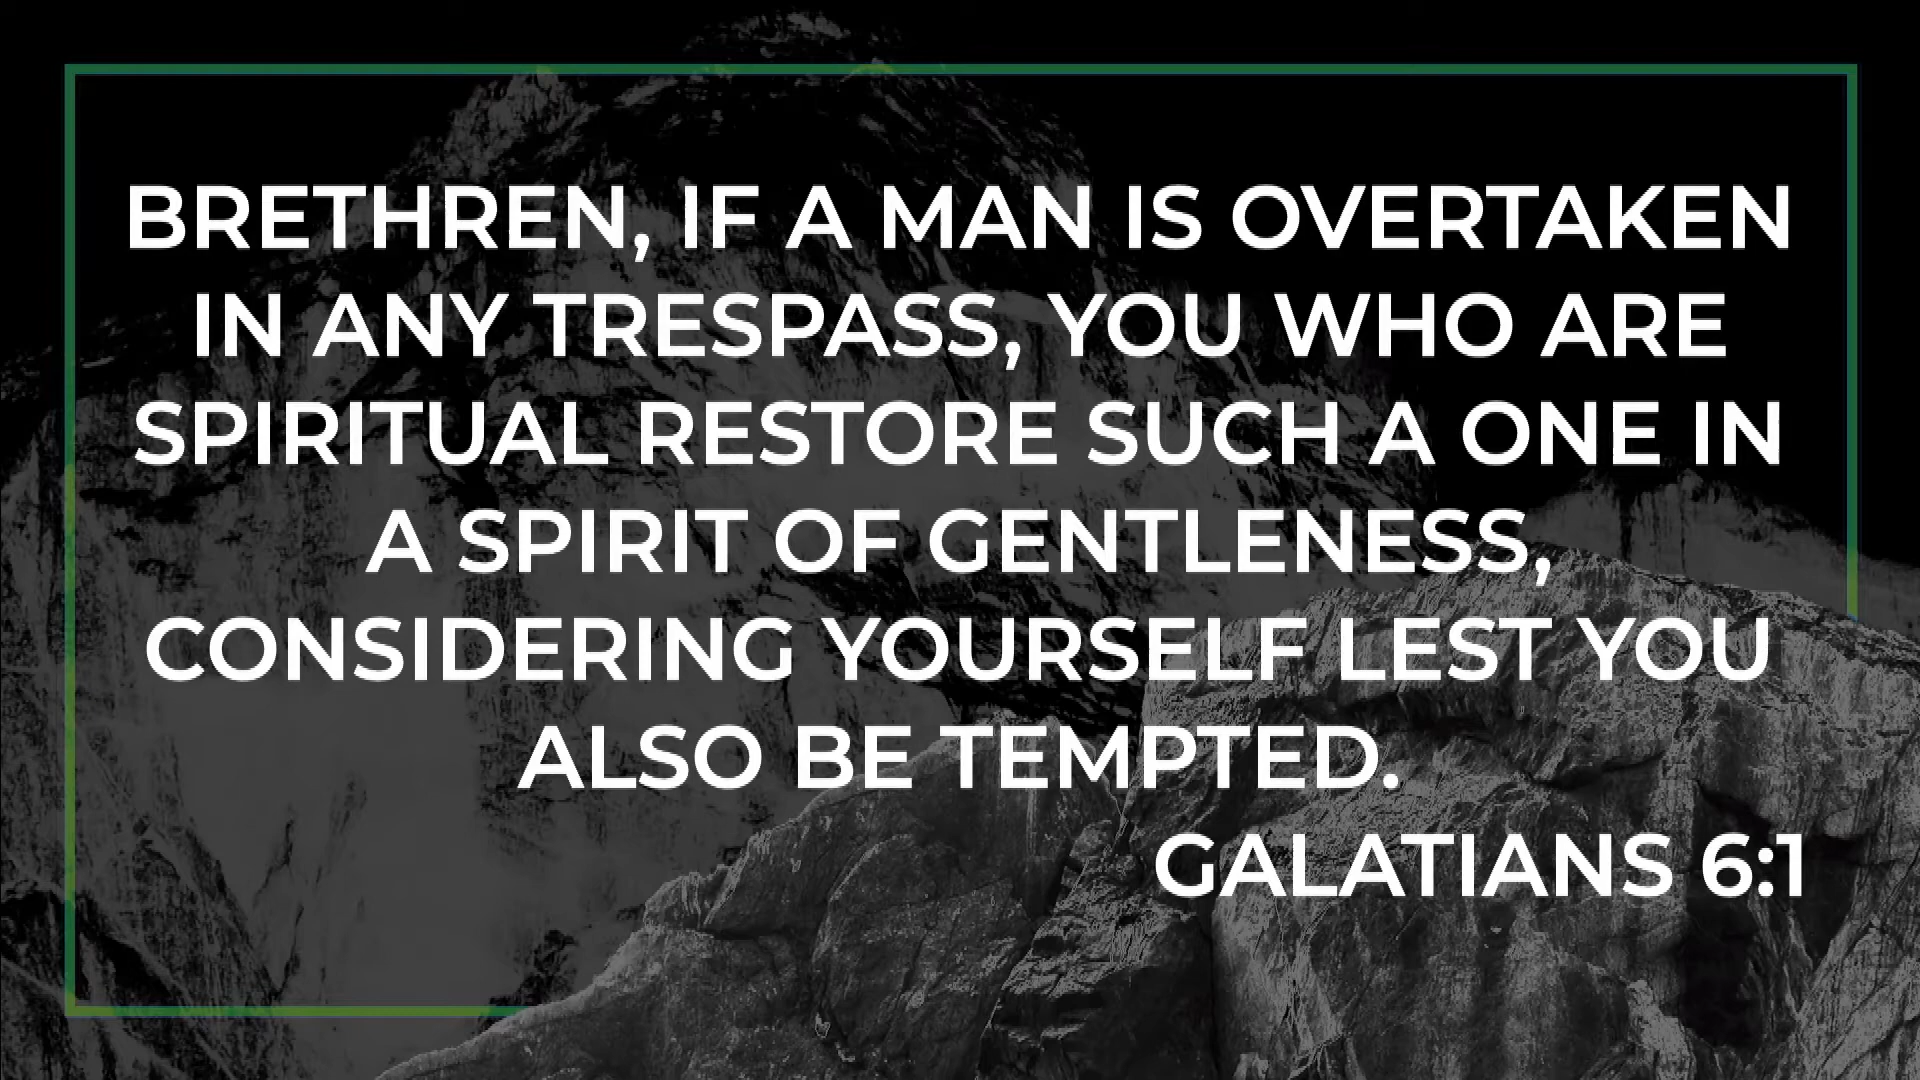 BRETHREN, IF A MAN IS OVERTAKEN
IN ANY TRESPASS, YOU WHO ARE
SPIRITUAL RESTORE SUCH A ONE IN
A SPIRIT OF GENTLENESS,
CONSIDERING YOURSELF LEST YOU
ALSO BE TEMPTED.
GALATIANS 6:1